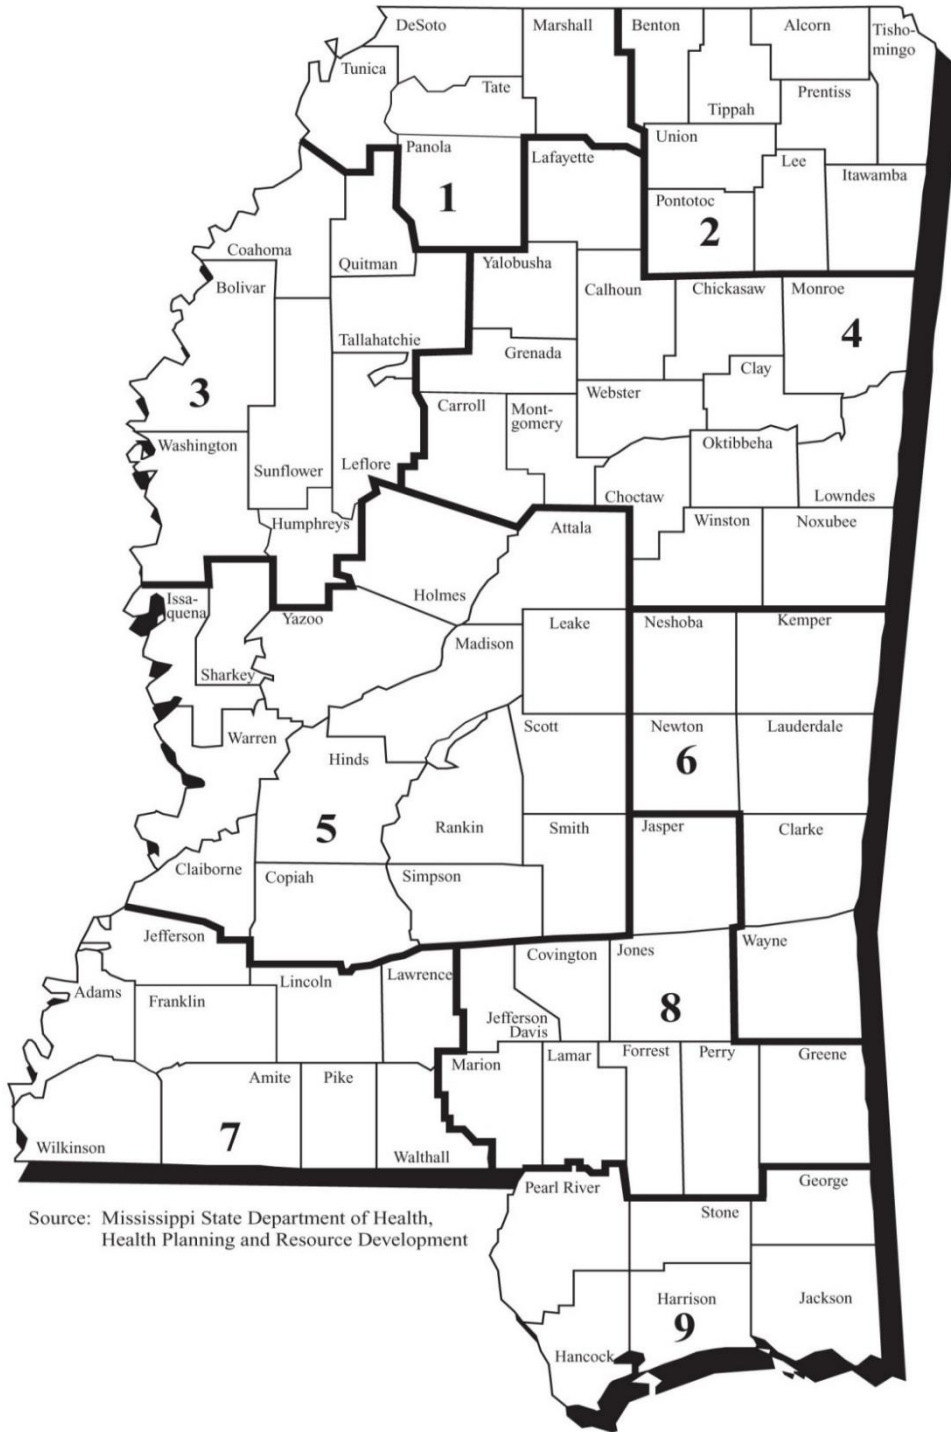 DeSoto
Marshall
Benton
Alcorn
Tisho-
mingo
Tunica
Tate
Tippah
Prentiss
Panola
Lafayette
Union
Lee
Itawamba
1
Pontotoc
2
Coahoma
Quitman
Yalobusha
Bolivar
Calhoun
Chickasaw
Monroe
Tallahatchie
Grenada
4
3
Clay
Webster
Carroll
Mont-
gomery
Washington
Oktibbeha
Sunflower
Leflore
Choctaw
Lowndes
Humphreys
Attala
Winston
Noxubee
Issa-
quena
Holmes
Yazoo
Leake
Neshoba
Kemper
Madison
Sharkey
Scott
Newton
Lauderdale
Warren
Hinds
6
5
Rankin
Smith
Jasper
Clarke
Claiborne
Copiah
Simpson
Jefferson
Wayne
Covington
Jones
Lincoln
Lawrence
Adams
Franklin
8
Jefferson
Davis
Marion
Lamar
Forrest
Perry
Greene
Amite
Pike
7
Wilkinson
Walthall
George
Pearl River
Stone
Source: Mississippi State Department of Health,
Health Planning and Resource Development
Harrison
Jackson
9
Hancock